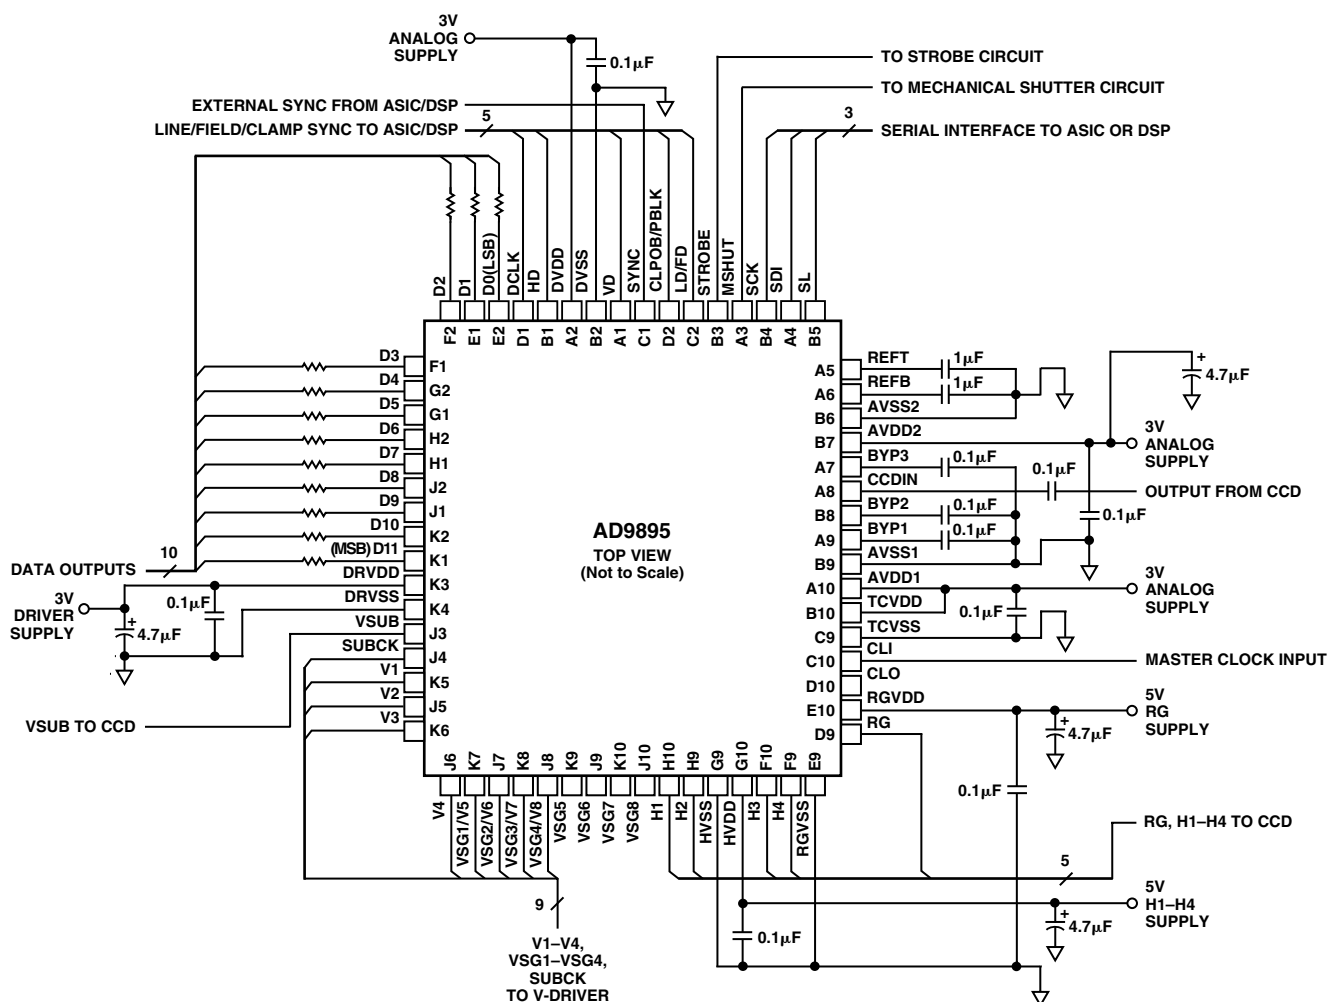 3V
ANALOG
SUPPLY
0.1µF
TO STROBE CIRCUIT
TO MECHANICAL SHUTTER CIRCUIT
EXTERNAL SYNC FROM ASIC/DSP
LINE/FIELD/CLAMP SYNC TO ASIC/DSP
5
3
SERIAL INTERFACE TO ASIC OR DSP
D2
D1
D0(LSB)
DCLK
HD
DVDD
DVSS
VD
SYNC
CLPOB/PBLK
LD/FD
STROBE
MSHUT
SCK
SDI
SL
F2
E1
E2
D1
B1
A2
B2
A1
C1
D2
C2
B3
A3
B4
A4
B5
D3
F1
D4
G2
D5
G1
D6
H2
D7
H1
D8
J2
D9
J1
D10
K2
(MSB) D11
K1
DRVDD
K3
DRVSS
K4
VSUB
J3
SUBCK
J4
V1
K5
V2
J5
V3
K6
DATA OUTPUTS
10
3V
DRIVER
SUPPLY
0.1µF
+
4.7µF
VSUB TO CCD
AD9895
TOP VIEW
(Not to Scale)
A5
REFT
1µF
A6
REFB
1µF
B6
AVSS2
B7
AVDD2
A7
BYP3
0.1µF
A8
CCDIN
0.1µF
B8
BYP2
0.1µF
A9
BYP1
0.1µF
B9
AVSS1
A10
AVDD1
B10
TCVDD
C9
TCVSS
C10
CLI
D10
CLO
E10
RGVDD
D9
RG
+
4.7µF
3V
ANALOG
SUPPLY
OUTPUT FROM CCD
0.1µF
3V
ANALOG
SUPPLY
0.1µF
MASTER CLOCK INPUT
5V
RG
SUPPLY
+
4.7µF
0.1µF
RG, H1–H4 TO CCD
5
5V
H1–H4
SUPPLY
+
4.7µF
0.1µF
J6
K7
J7
K8
J8
K9
J9
K10
J10
H10
H9
G9
G10
F10
F9
E9
V4
VSG1/V5
VSG2/V6
VSG3/V7
VSG4/V8
VSG5
VSG6
VSG7
VSG8
H1
H2
HVSS
HVDD
H3
H4
RGVSS
9
V1–V4,
VSG1–VSG4,
SUBCK
TO V-DRIVER